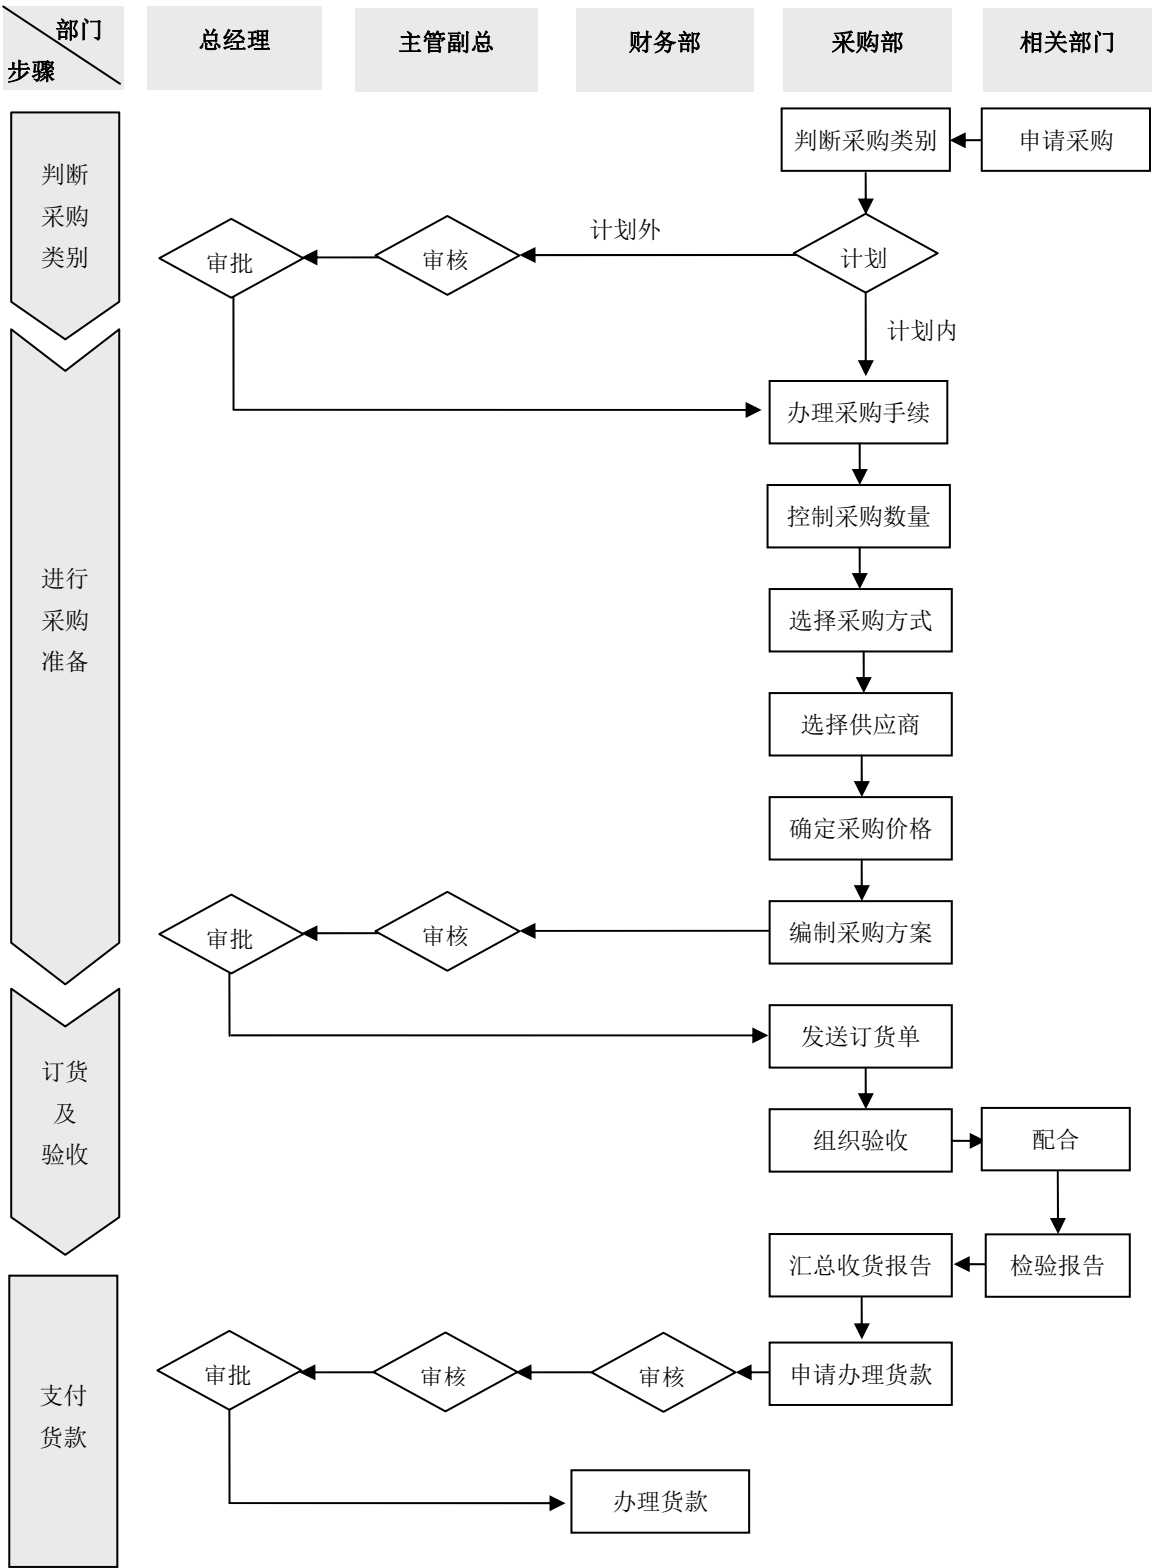 部门
步骤
总经理
主管副总
财务部
采购部
相关部门
判断
采购
类别
判断采购类别
申请采购
计划外
审批
审核
计划
计划内
进行
采购
准备
办理采购手续
控制采购数量
选择采购方式
选择供应商
确定采购价格
审批
审核
编制采购方案
订货
及
验收
发送订货单
组织验收
配合
汇总收货报告
检验报告
支付
货款
审批
审核
审核
申请办理货款
办理货款